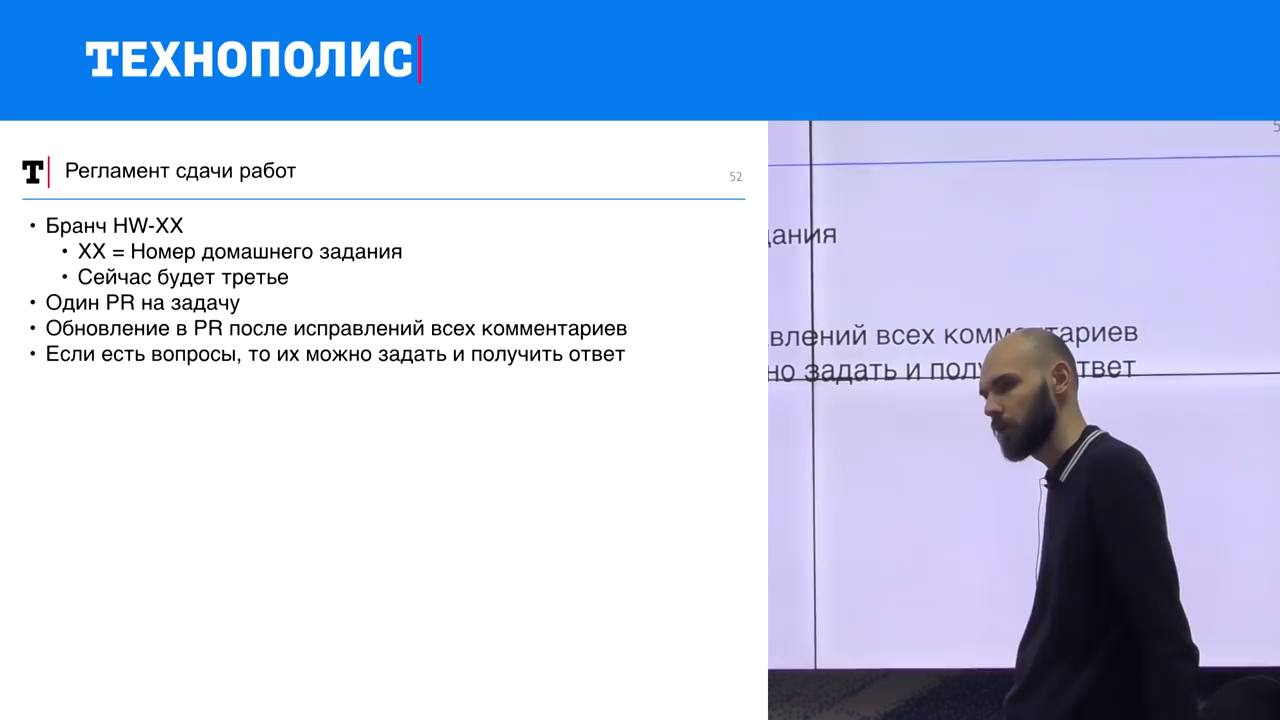 ТЕХНОПОЛИС
Т Регламент сдачи работ
52
• Бранч HW-XX
• XX = Номер домашнего задания
• Сейчас будет третье
• Один PR на задачу
• Обновление в PR после исправлений всех комментариев
• Если есть вопросы, то их можно задать и получить ответ
дания
влений всех комментариев
но задать и пол ответ